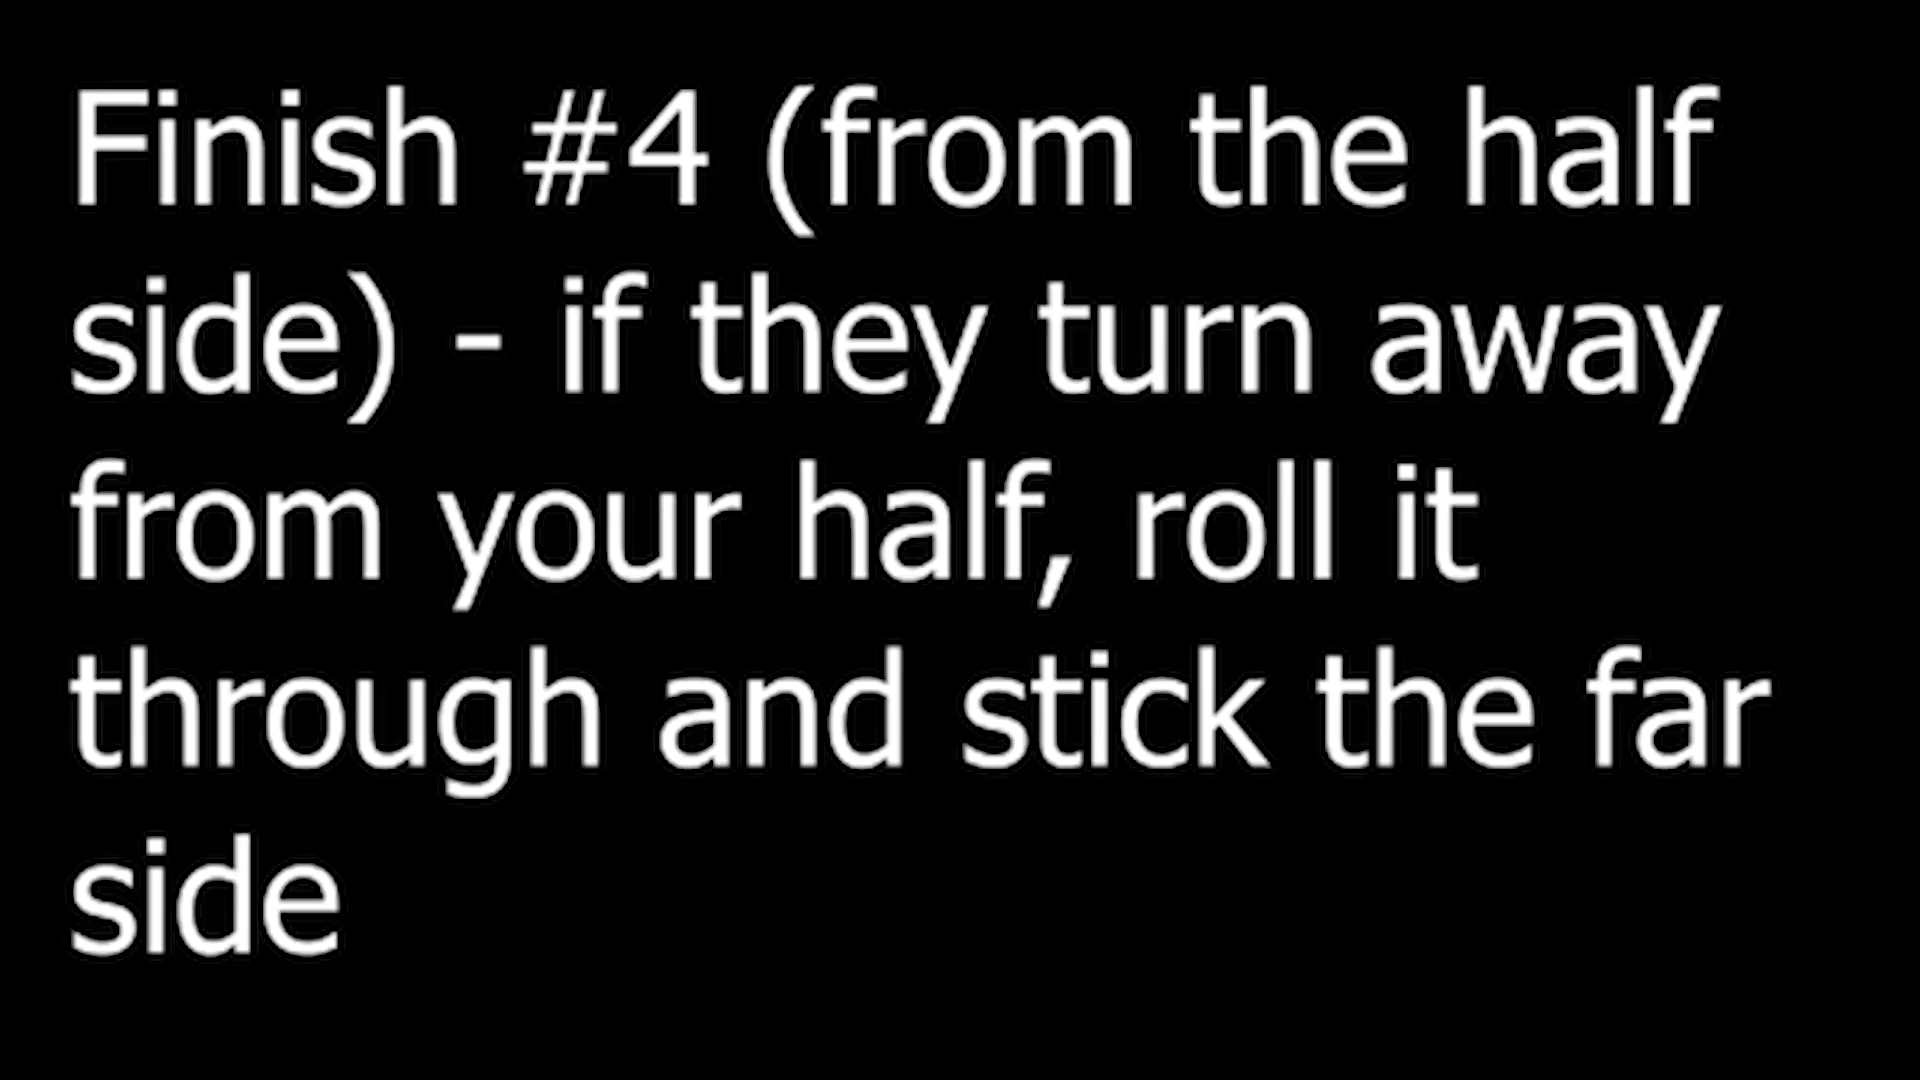 Finish #4 (from the half
side) - if they turn away
from your half, roll it
through and stick the far
side